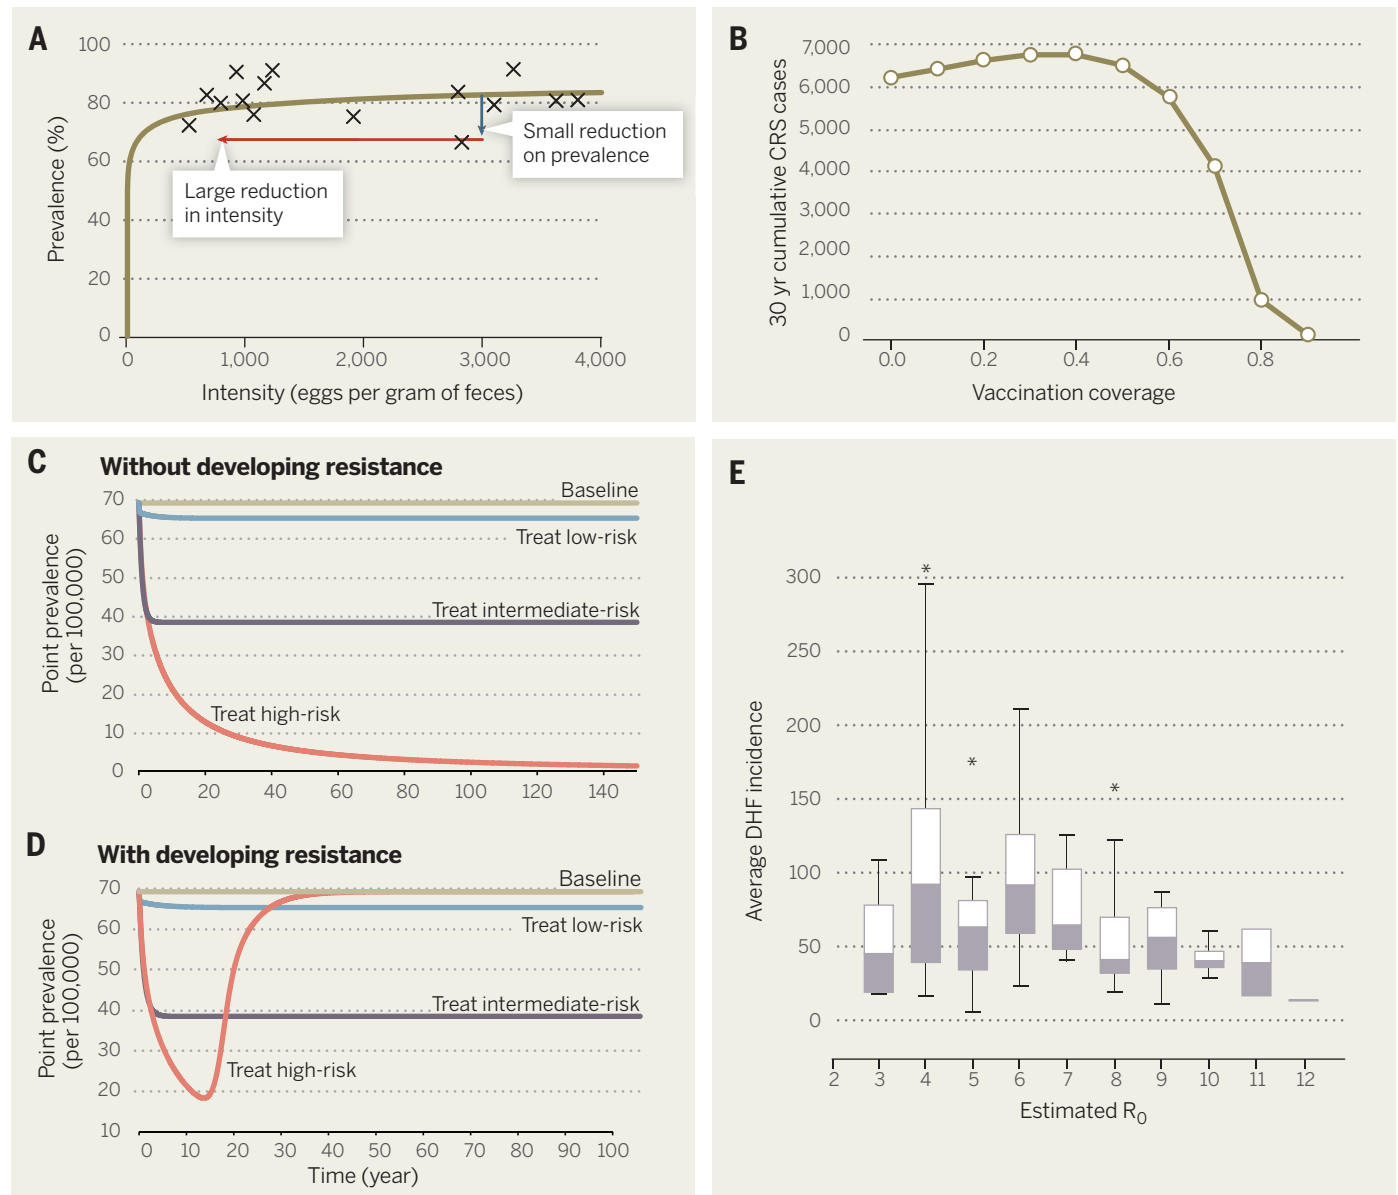 A
100
80
60
40
20
0
Prevalence (%)
Small reduction
on prevalence
Large reduction
in intensity
0
1,000
2,000
3,000
4,000
Intensity (eggs per gram of feces)
B
7,000
6,000
5,000
4,000
3,000
2,000
1,000
0
30 yr cumulative CRS cases
0.0
0.2
0.4
0.6
0.8
Vaccination coverage
C
Without developing resistance
70
60
50
40
30
20
10
0
Point prevalence
(per 100,000)
Baseline
Treat low-risk
Treat intermediate-risk
Treat high-risk
0
20
40
60
80
100
120
140
D
With developing resistance
70
60
50
40
30
20
10
Point prevalence
(per 100,000)
Baseline
Treat low-risk
Treat intermediate-risk
Treat high-risk
0
10
20
30
40
50
60
70
80
90
100
Time (year)
E
300
250
200
150
100
50
0
Average DHF incidence
*
*
*
2
3
4
5
6
7
8
9
10
11
12
Estimated R0